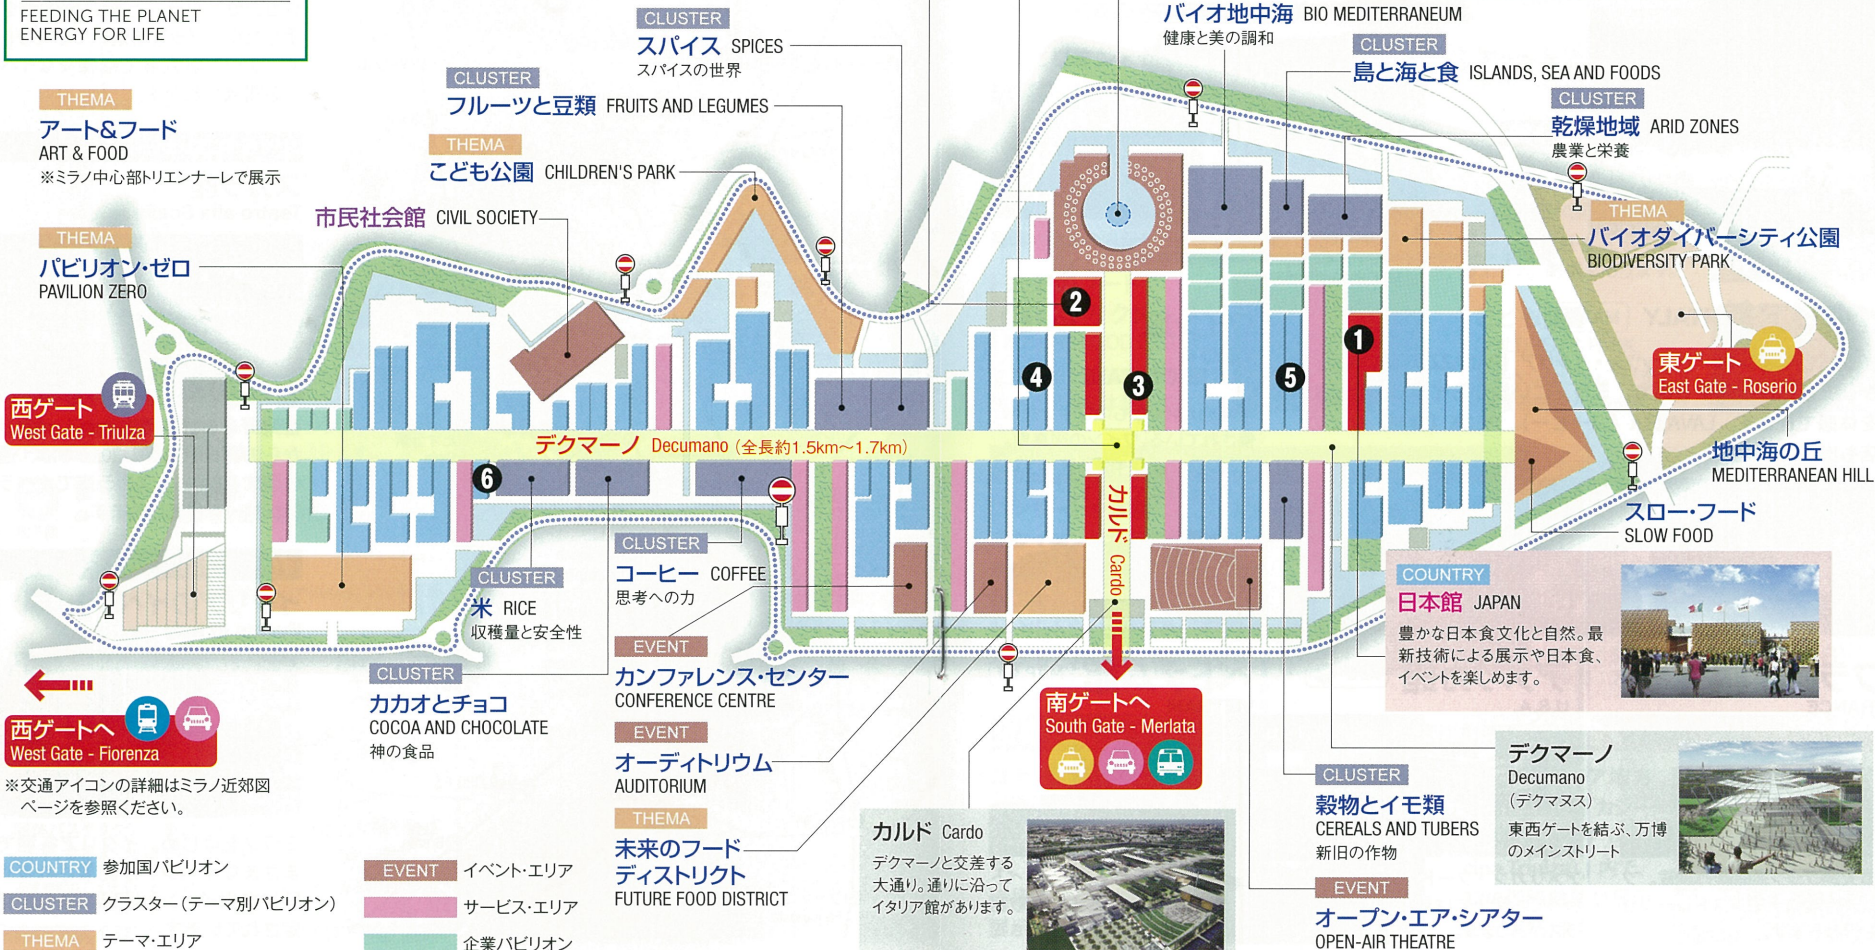 FEEDING THE PLANET
ENERGY FOR LIFE
THEMA
アート&フード
ART & FOOD
※ミラノ中心部トリエンナーレで展示
THEMA
パビリオン・ゼロ
PAVILION ZERO
CLUSTER
スパイス SPICES
スパイスの世界
CLUSTER
フルーツと豆類 FRUITS AND LEGUMES
THEMA
こども公園 CHILDREN'S PARK
市民社会館 CIVIL SOCIETY
バイオ地中海 BIO MEDITERRANEUM
健康と美の調和
CLUSTER
島と海と食 ISLANDS, SEA AND FOODS
CLUSTER
乾燥地域 ARID ZONES
農業と栄養
THEMA
バイオダイバーシティ公園
BIODIVERSITY PARK
東ゲート
East Gate - Roserio
地中海の丘
MEDITERRANEAN HILL
スロー・フード
SLOW FOOD
西ゲート
West Gate - Triulza
デクマーノ Decumano (全長約1.5km～1.7km)
1
2
3
4
5
6
カルド Cardo
CLUSTER
米 RICE
収穫量と安全性
CLUSTER
カカオとチョコ
COCOA AND CHOCOLATE
神の食品
CLUSTER
コーヒー COFFEE
思考への力
EVENT
カンファレンス・センター
CONFERENCE CENTRE
EVENT
オーディトリウム
AUDITORIUM
THEMA
未来のフード
ディストリクト
FUTURE FOOD DISTRICT
南ゲートへ
South Gate - Merlata
カルド Cardo
デクマーノと交差する
大通り。通りに沿って
イタリア館があります。
COUNTRY
日本館 JAPAN
豊かな日本食文化と自然。最
新技術による展示や日本食、
イベントを楽しめます。
デクマーノ
Decumano
(デクマヌス)
東西ゲートを結ぶ、万博
のメインストリート
CLUSTER
穀物とイモ類
CEREALS AND TUBERS
新旧の作物
EVENT
オープン・エア・シアター
OPEN-AIR THEATRE
西ゲートへ
West Gate - Fiorenza
※交通アイコンの詳細はミラノ近郊図
ページを参照ください。
COUNTRY 参加国パビリオン
CLUSTER クラスター(テーマ別パビリオン)
THEMA テーマ・エリア
EVENT イベント・エリア
サービス・エリア
企業パビリオン